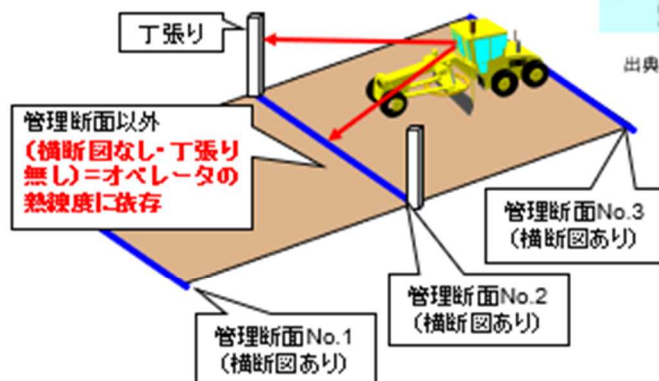 丁張り
出典
管理断面以外
(横断図なし・丁張り
無し)=オペレータの
熟練度に依存
管理断面No.3
(横断図あり)
管理断面No.2
(横断図あり)
管理断面No.1
(横断図あり)